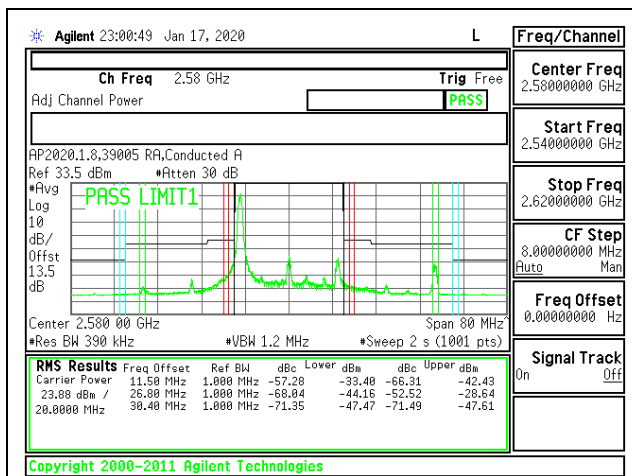 Agilent 23:00:49 Jan 17, 2020 L
Freq/Channel
Ch Freq 2.58 GHz Trig Free
Adj Channel Power PASS
AP2020.1.8,39005 RA,Conducted A
Ref 33.5 dBm #Atten 30 dB
#Avg
Log
10
dB/
Offst
13.5
dB
PASS LIMIT1
Center 2.580 00 GHz Span 80 MHz^
#Res BW 390 kHz #VBW 1.2 MHz #Sweep 2 s (1001 pts)
RMS Results Freq Offset Ref BW dBc Lower dBm dBc Upper dBm
Carrier Power 11.50 MHz 1.000 MHz -57.28 -33.40 -66.31 -42.43
23.88 dBm / 26.80 MHz 1.000 MHz -68.04 -44.16 -52.52 -28.64
20.0000 MHz 30.40 MHz 1.000 MHz -71.35 -47.47 -71.49 -47.61
Center Freq
2.58000000 GHz
Start Freq
2.54000000 GHz
Stop Freq
2.62000000 GHz
CF Step
8.00000000 MHz
Auto Man
Freq Offset
0.00000000 Hz
Signal Track
On Off
Copyright 2000-2011 Agilent Technologies